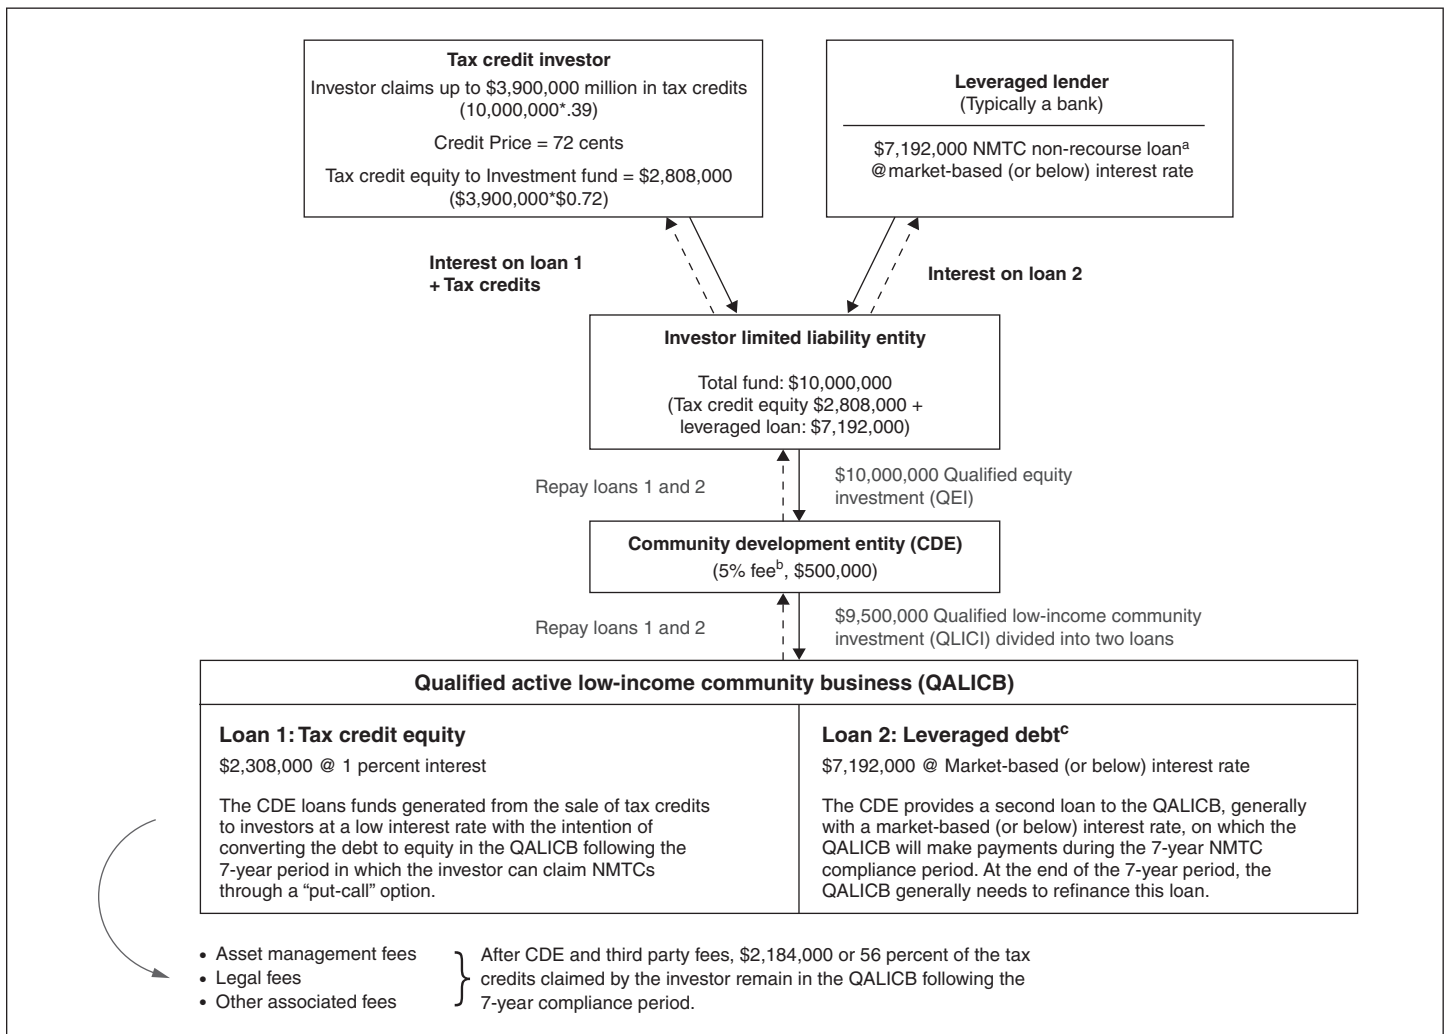 Tax credit investor
Investor claims up to $3,900,000 million in tax credits
(10,000,000*.39)
Credit Price = 72 cents
Tax credit equity to Investment fund = $2,808,000
($3,900,000*$0.72)
Leveraged lender
(Typically a bank)
$7,192,000 NMTC non-recourse loanᵃ
@market-based (or below) interest rate
Interest on loan 1
+ Tax credits
Interest on loan 2
Investor limited liability entity
Total fund: $10,000,000
(Tax credit equity $2,808,000 +
leveraged loan: $7,192,000)
Repay loans 1 and 2
$10,000,000 Qualified equity
investment (QEI)
Community development entity (CDE)
(5% feeᵇ, $500,000)
Repay loans 1 and 2
$9,500,000 Qualified low-income community
investment (QLICI) divided into two loans
Qualified active low-income community business (QALICB)
Loan 1: Tax credit equity
$2,308,000 @ 1 percent interest
The CDE loans funds generated from the sale of tax credits
to investors at a low interest rate with the intention of
converting the debt to equity in the QALICB following the
7-year period in which the investor can claim NMTCs
through a “put-call” option.
Loan 2: Leveraged debtᶜ
$7,192,000 @ Market-based (or below) interest rate
The CDE provides a second loan to the QALICB, generally
with a market-based (or below) interest rate, on which the
QALICB will make payments during the 7-year NMTC
compliance period. At the end of the 7-year period, the
QALICB generally needs to refinance this loan.
• Asset management fees
• Legal fees
• Other associated fees
After CDE and third party fees, $2,184,000 or 56 percent of the tax
credits claimed by the investor remain in the QALICB following the
7-year compliance period.